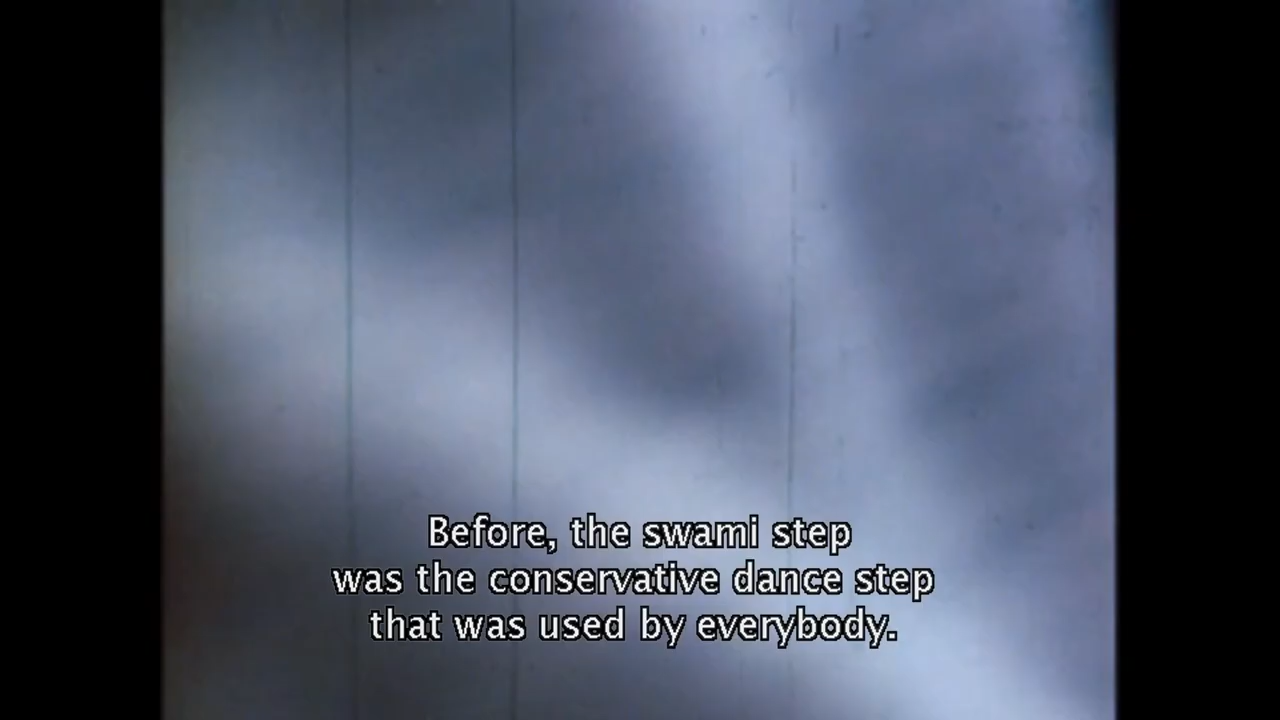 Before, the swami step
was the conservative dance step
that was used by everybody.